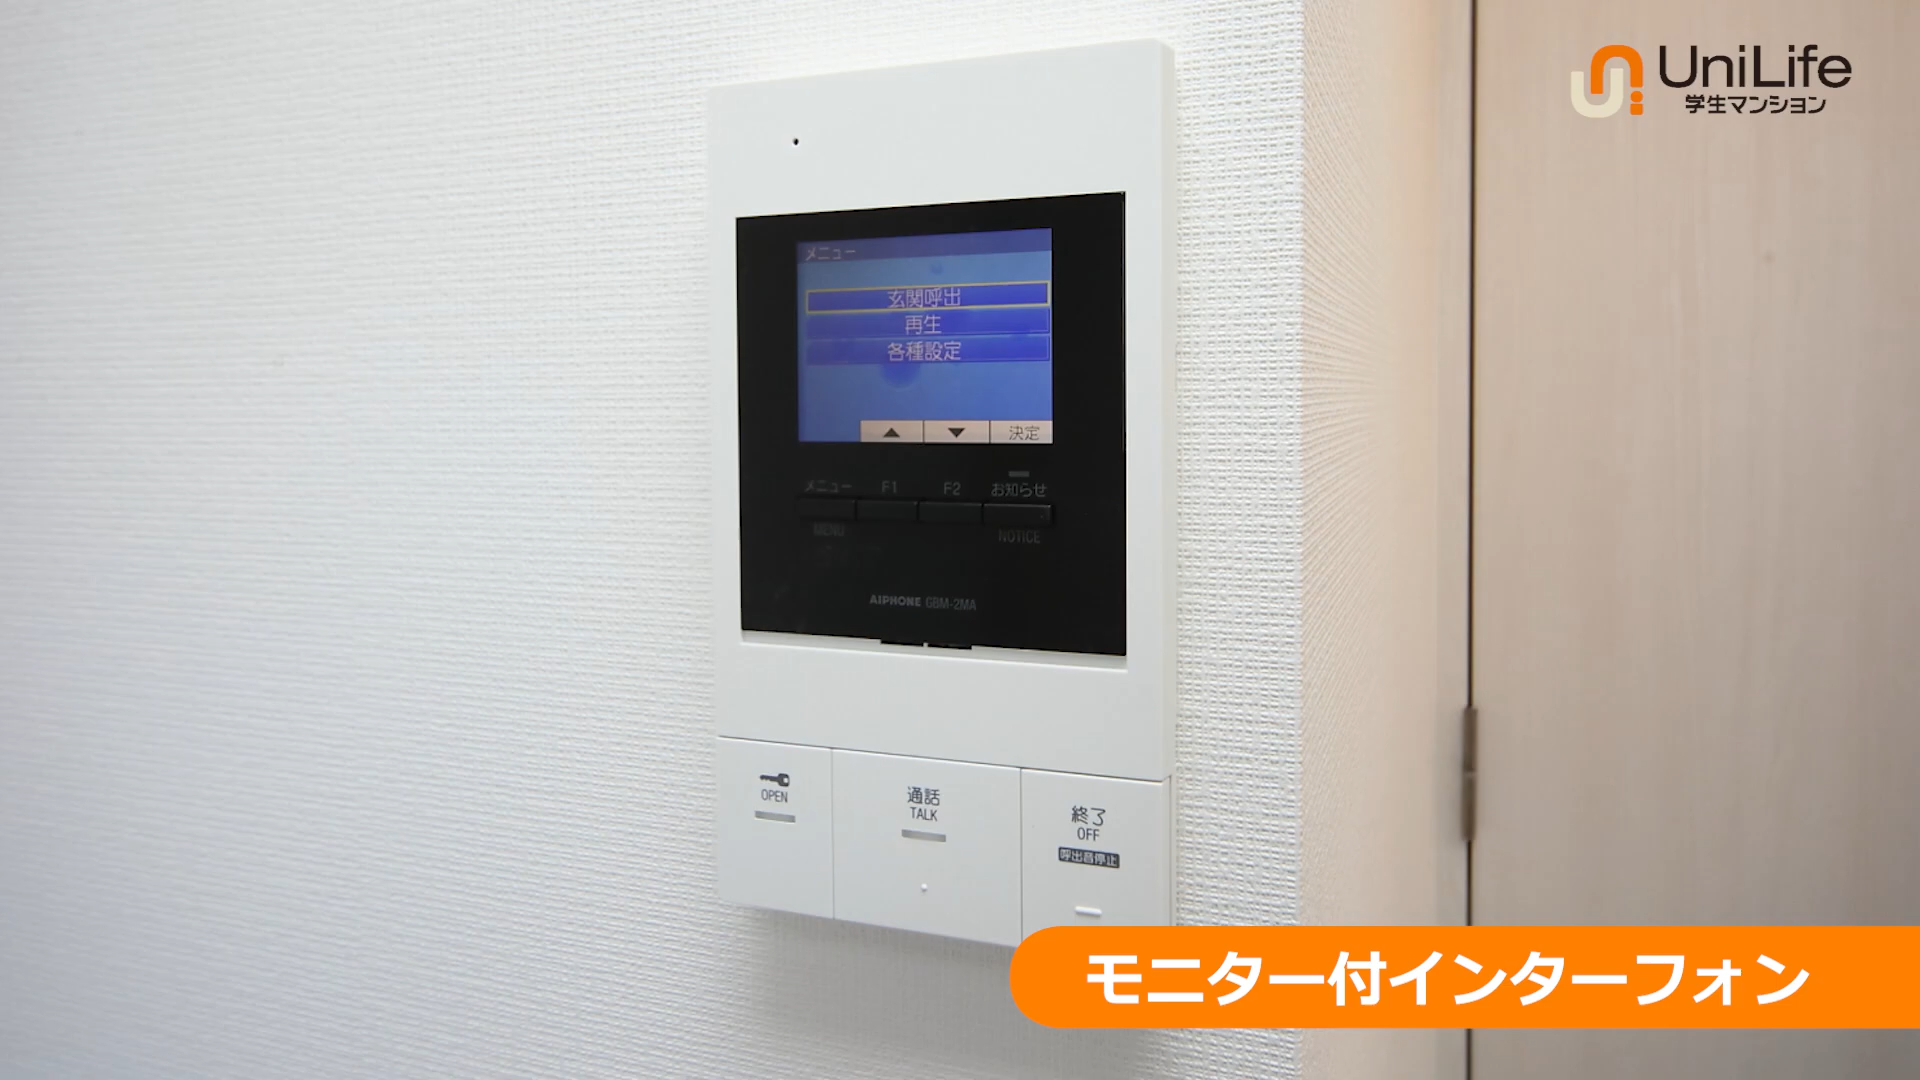 UniLife
学生マンション
メニュー
玄関呼出
再生
各種設定
▲ ▼ 決定
メニュー F1 F2 お知らせ
MENU NOTICE
AIPHONE GBM-2MA
OPEN
通話
TALK
終了
OFF
呼出音停止
モニター付インターフォン